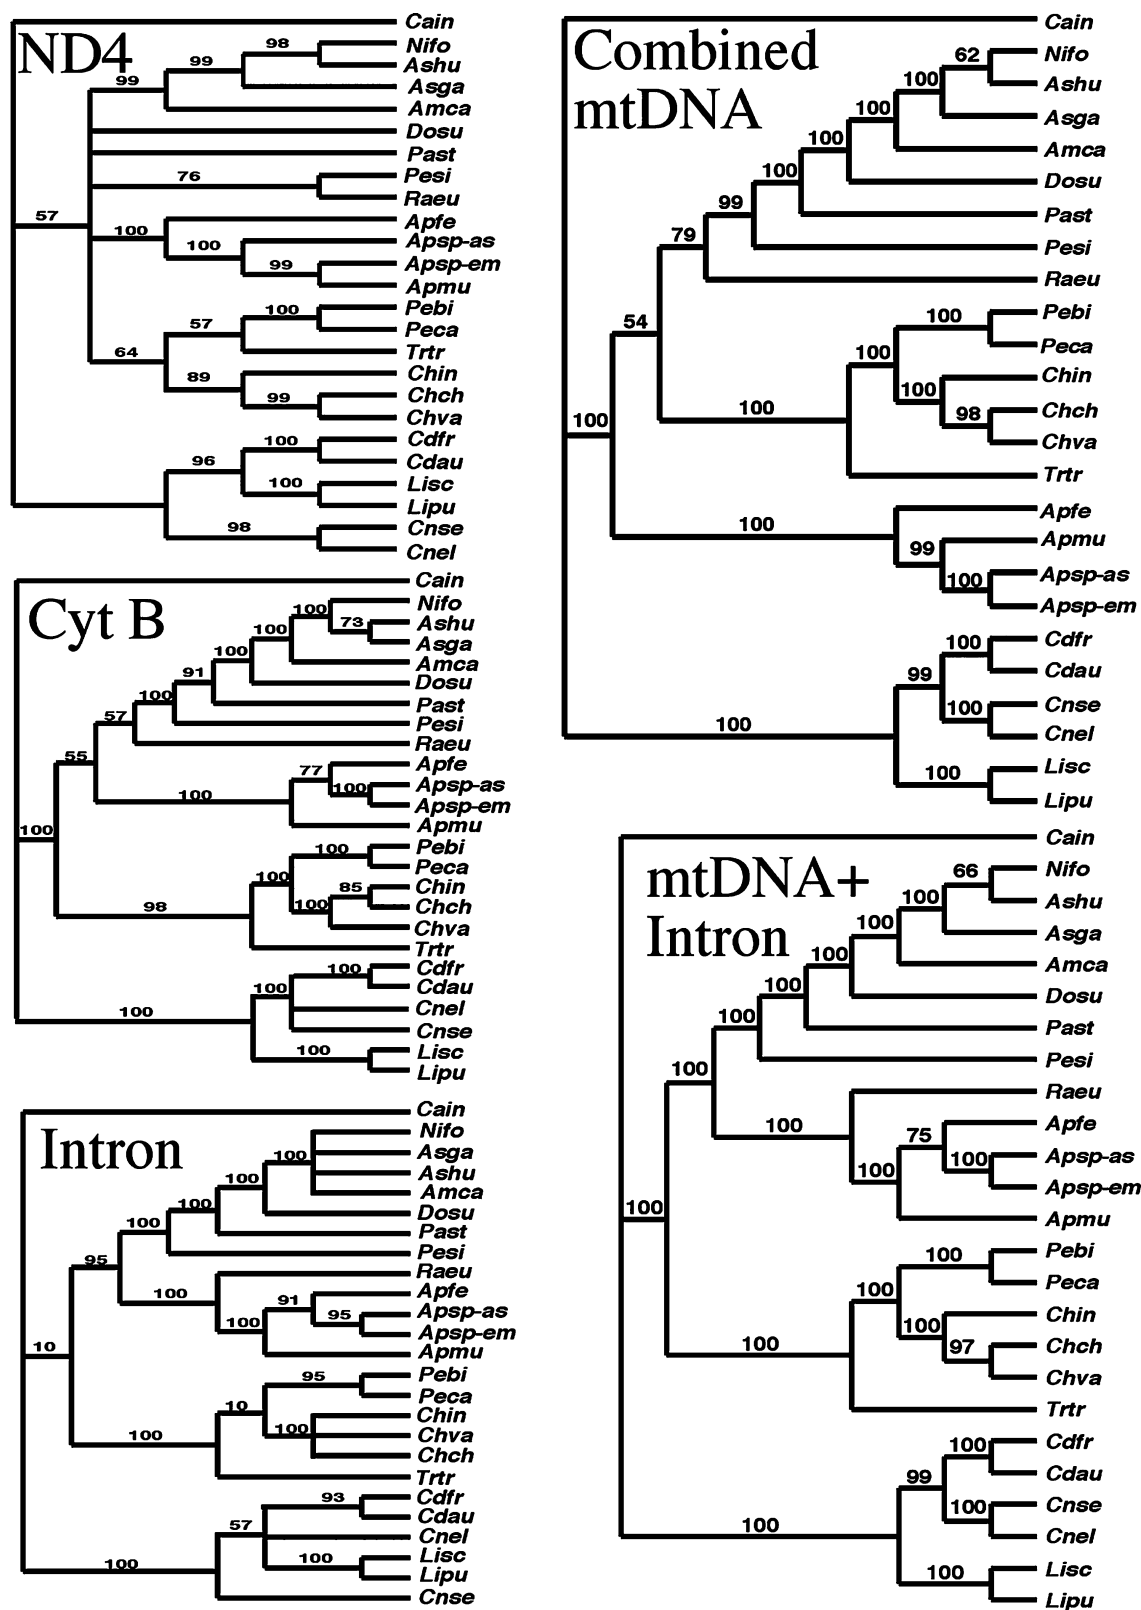 ND4
Cain
98
Nifo
99
Ashu
99
Asga
Amca
Dosu
Past
76
Pesi
Raeu
57
Apfe
100
Apsp-as
100
99
Apsp-em
Apmu
100
Pebi
57
Peca
64
Trtr
89
Chin
99
Chch
Chva
100
Cdfr
96
Cdau
100
Lisc
Lipu
98
Cnse
Cnel
Cyt B
Cain
100
Nifo
73
Ashu
100
Asga
100
Amca
91
Dosu
100
Past
57
Pesi
55
Raeu
77
Apfe
100
Apsp-as
100
Apsp-em
100
Apmu
100
Pebi
100
Peca
85
Chin
98
100
Chch
Chva
Trtr
100
Cdfr
100
Cdau
100
Cnel
Cnse
100
Lisc
Lipu
Intron
Cain
Nifo
100
Asga
100
Ashu
100
Amca
100
Dosu
95
Past
Pesi
100
Raeu
91
Apfe
100
95
Apsp-as
Apsp-em
10
Apmu
95
Pebi
10
Peca
100
100
Chin
Chva
Chch
Trtr
93
Cdfr
57
Cdau
Cnel
100
100
Lisc
Lipu
Cnse
Combined
mtDNA
Cain
62
Nifo
100
Ashu
100
Asga
100
Amca
100
Dosu
99
Past
79
Pesi
54
Raeu
100
Pebi
100
Peca
100
Chin
100
98
Chch
Chva
100
Trtr
100
Apfe
99
Apmu
100
Apsp-as
Apsp-em
100
Cdfr
99
Cdau
100
Cnse
100
Cnel
100
Lisc
Lipu
mtDNA+
Intron
Cain
66
Nifo
100
Ashu
100
Asga
100
Amca
100
Dosu
100
Past
100
Pesi
100
Raeu
75
Apfe
100
100
Apsp-as
Apsp-em
100
Apmu
100
Pebi
100
Peca
100
Chin
100
97
Chch
Chva
Trtr
100
Cdfr
99
Cdau
100
Cnse
100
Cnel
100
Lisc
Lipu